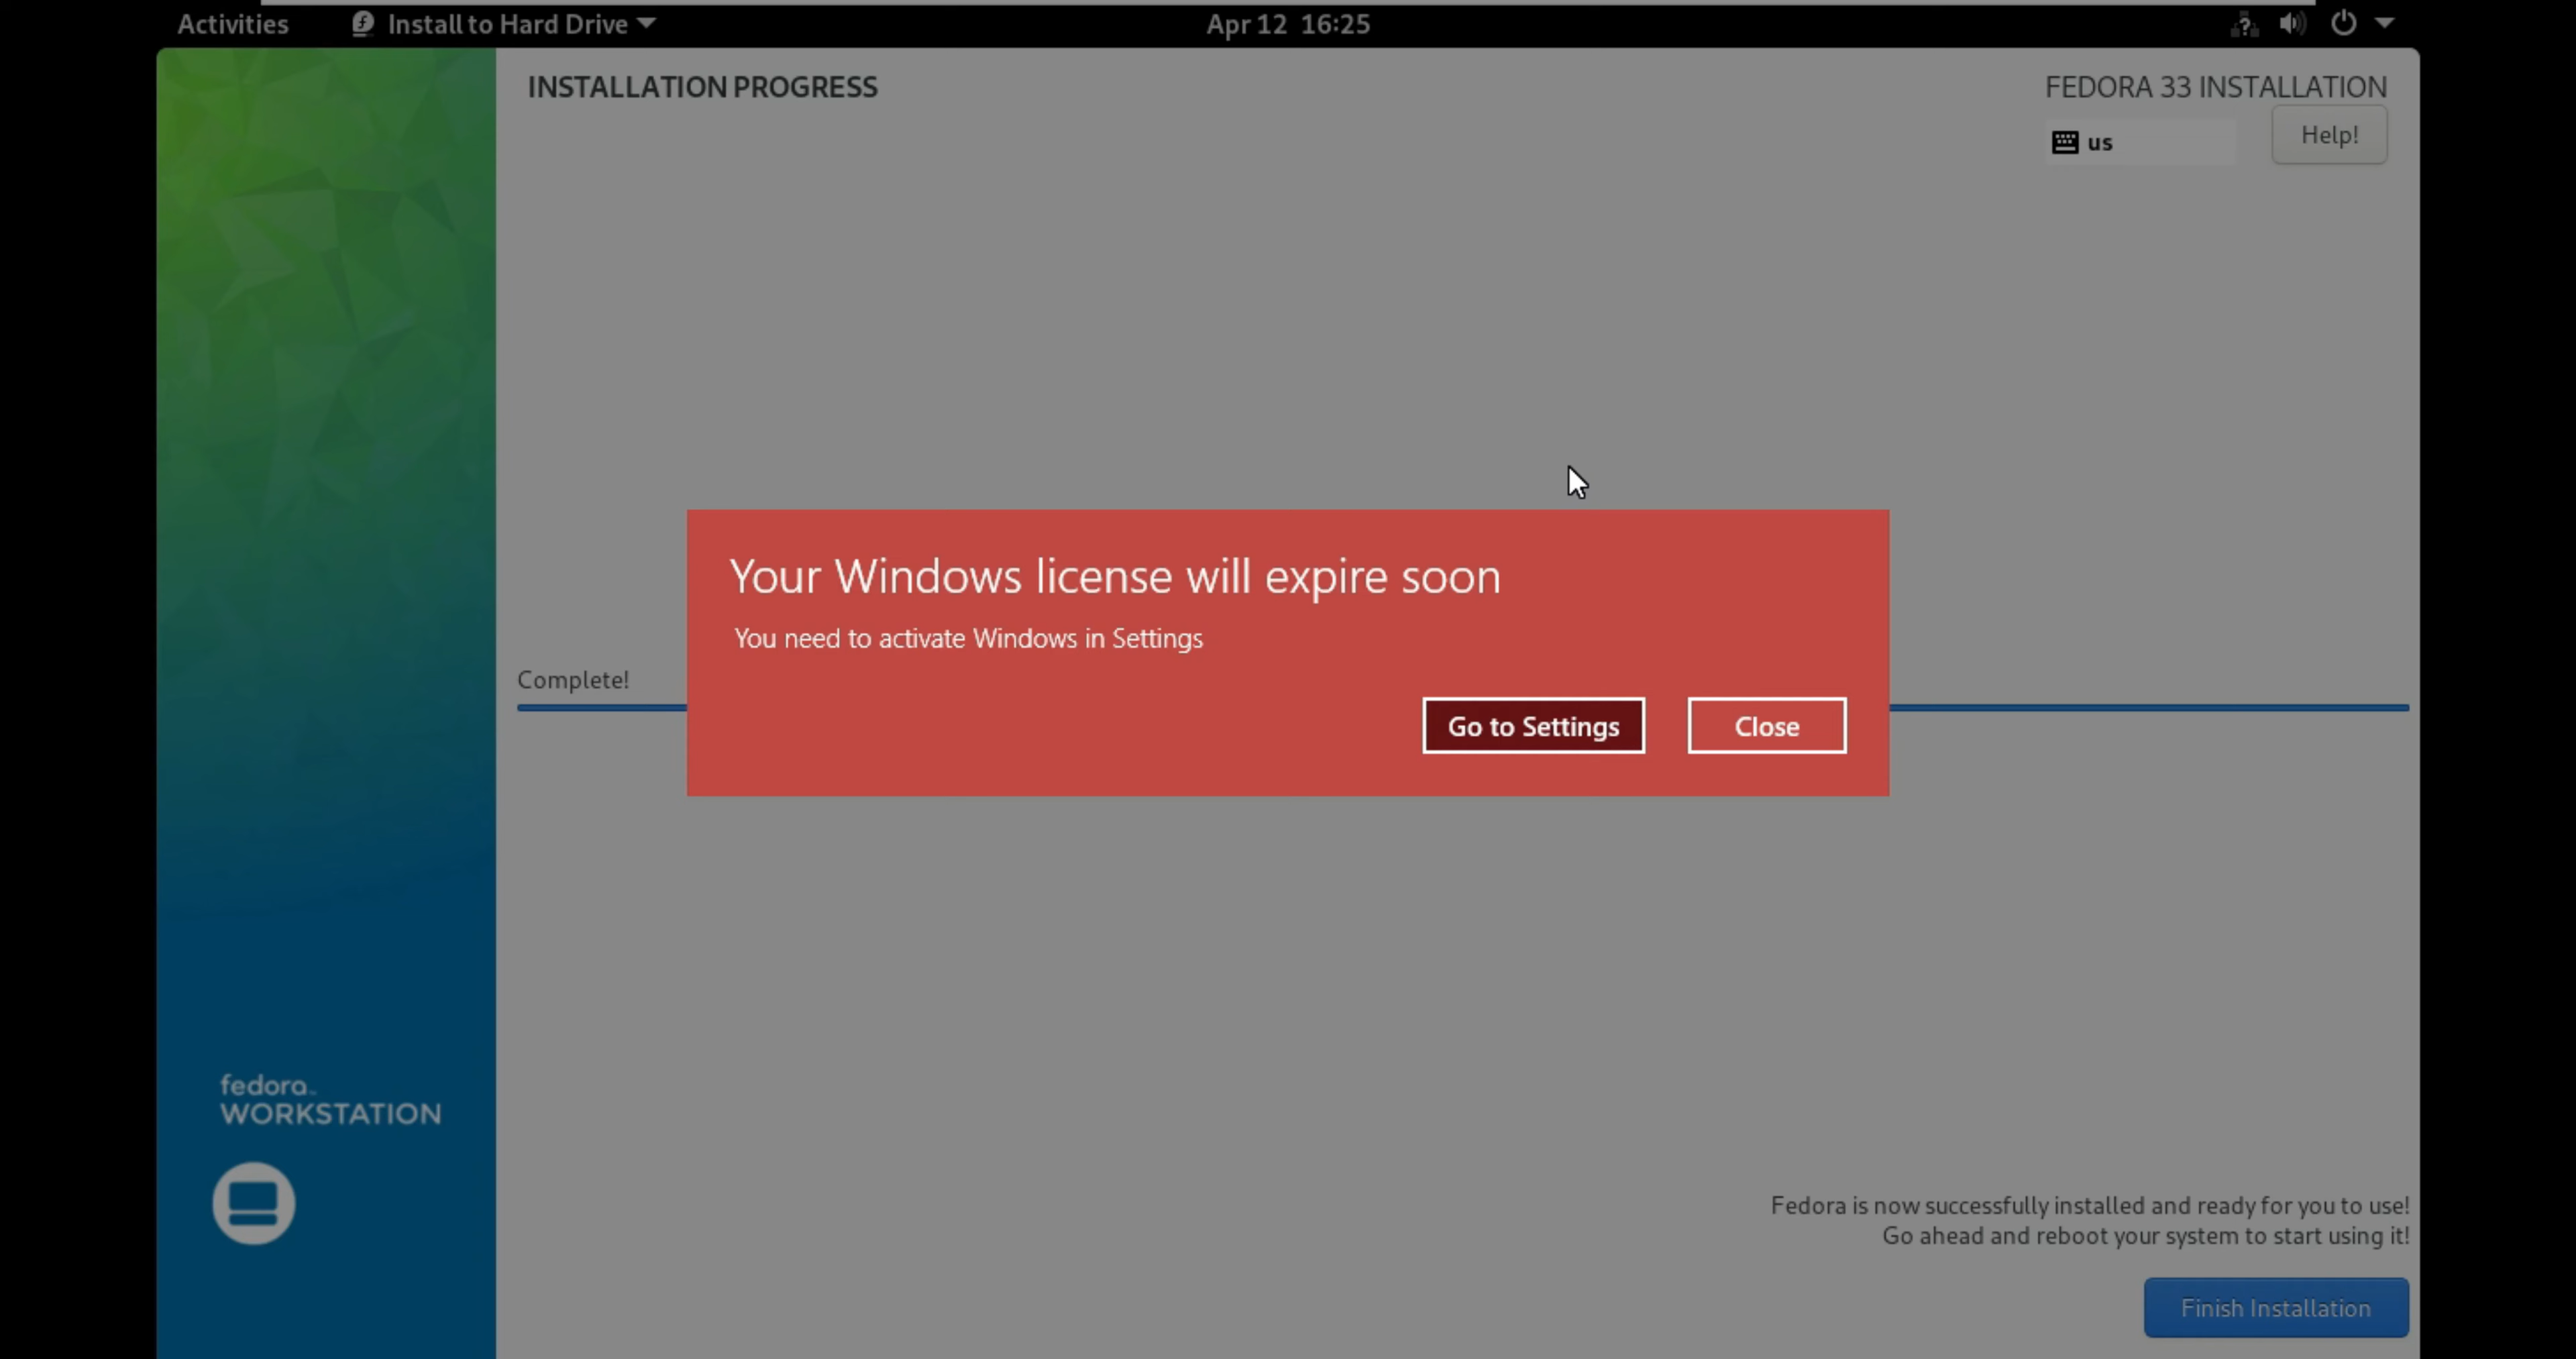 Activities Install to Hard Drive Apr 12 16:25
INSTALLATION PROGRESS
FEDORA 33 INSTALLATION
us
Help!
Your Windows license will expire soon
You need to activate Windows in Settings
Go to Settings
Close
Complete!
fedora
WORKSTATION
Fedora is now successfully installed and ready for you to use!
Go ahead and reboot your system to start using it!
Finish Installation